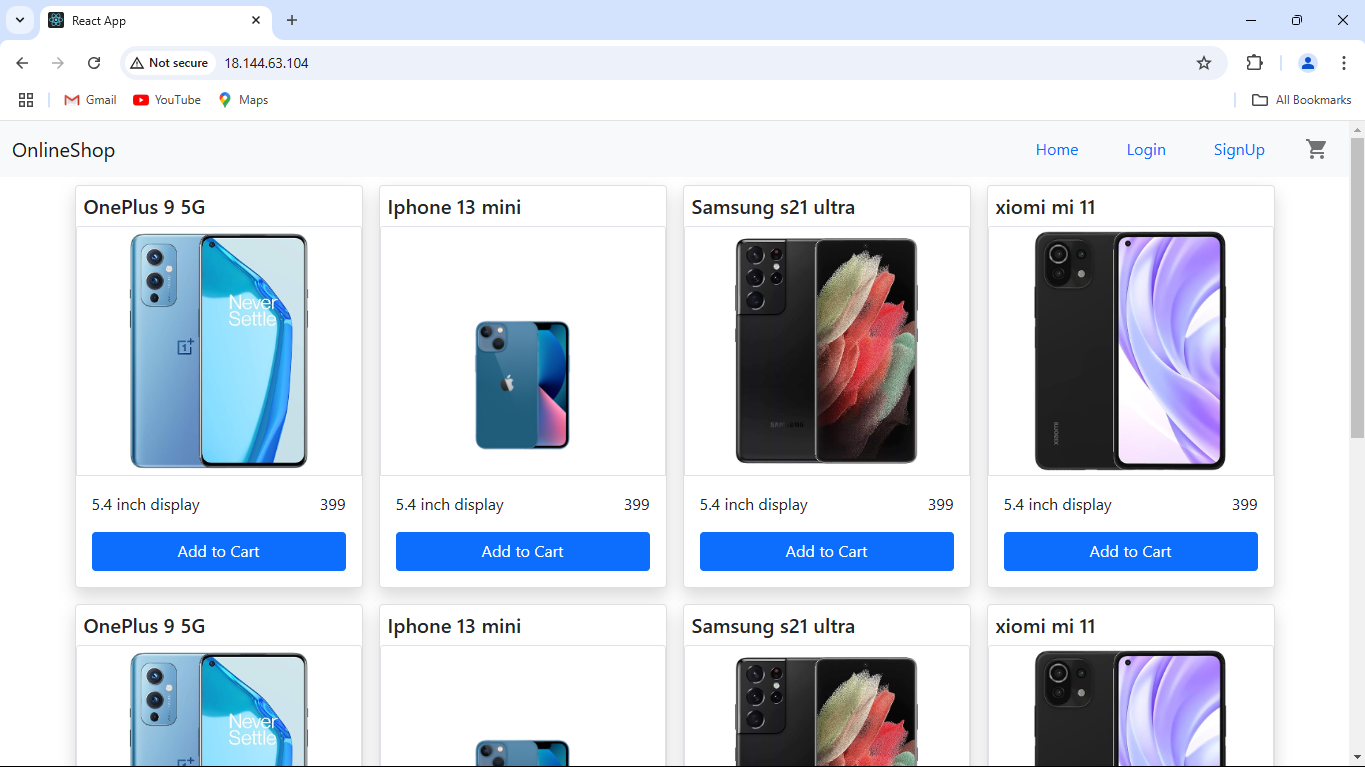 React App
Not secure 18.144.63.104
Gmail YouTube Maps All Bookmarks
OnlineShop Home Login SignUp
OnePlus 9 5G
Never
Settle
5.4 inch display 399
Add to Cart
Iphone 13 mini
5.4 inch display 399
Add to Cart
Samsung s21 ultra
SAMSUNG
5.4 inch display 399
Add to Cart
xiomi mi 11
XIAOMI
5.4 inch display 399
Add to Cart
OnePlus 9 5G
Never
Settle
Iphone 13 mini
Samsung s21 ultra
xiomi mi 11